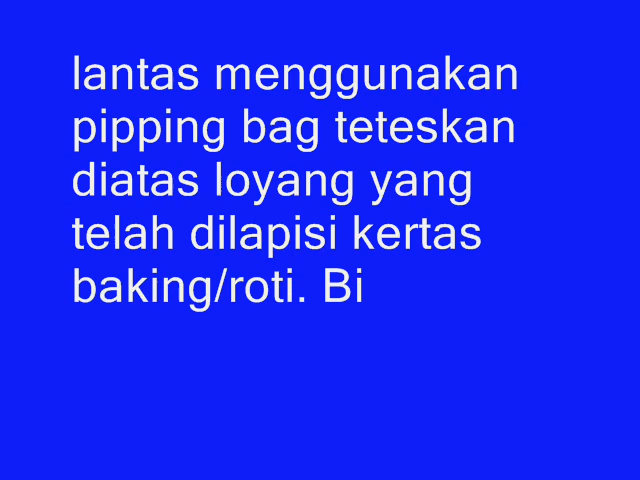 lantas menggunakan
pipping bag teteskan
diatas loyang yang
telah dilapisi kertas
baking/roti. Bi